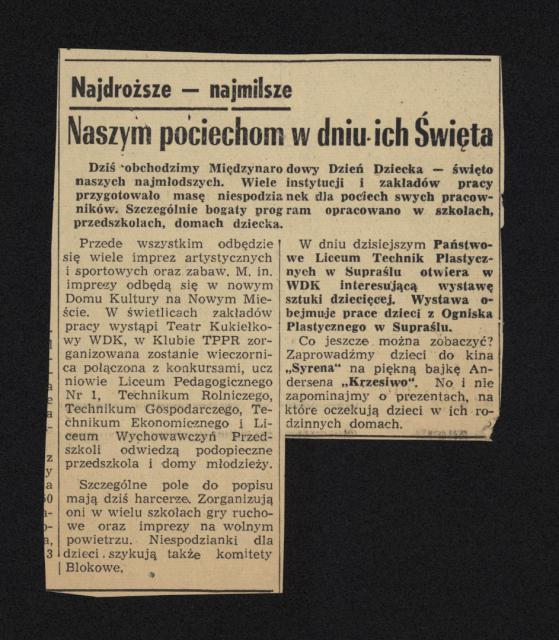 Najdroższe — najmilsze
Naszym pociechom w dniu ich Święta
Dziś obchodzimy Międzynaro dowy Dzień Dziecka — święto
naszych najmłodszych. Wiele instytucji i zakładów pracy
przygotowało masę niespodzia nek dla pociech swych pracow-
ników. Szczególnie bogaty prog ram opracowano w szkołach,
przedszkolach, domach dziecka.
Przede wszystkim odbędzie
się wiele imprez artystycznych
i sportowych oraz zabaw. M. in.
imprezy odbędą się w nowym
Domu Kultury na Nowym Mie-
ście. W świetlicach zakładów
pracy wystąpi Teatr Kukiełko-
wy WDK, w Klubie TPPR zor-
ganizowana zostanie wieczorni-
ca połączona z konkursami, ucz
niowie Liceum Pedagogicznego
Nr 1, Technikum Rolniczego,
Technikum Gospodarczego, Te-
chnikum Ekonomicznego i Li-
ceum Wychowawczyń Przed-
szkoli odwiedzą podopieczne
przedszkola i domy młodzieży.
Szczególne pole do popisu
mają dziś harcerze. Zorganizują
oni w wielu szkołach gry rucho-
we oraz imprezy na wolnym
powietrzu. Niespodzianki dla
dzieci szykują także komitety
Blokowe.
W dniu dzisiejszym Państwo-
we Liceum Technik Plastycz-
nych w Supraślu otwiera w
WDK interesującą wystawę
sztuki dziecięcej. Wystawa o-
bejmuje prace dzieci z Ogniska
Plastycznego w Supraślu.
Co jeszcze można zobaczyć?
Zaprowadźmy dzieci do kina
„Syrena" na piękną bajkę An-
dersena „Krzesiwo". No i nie
zapominajmy o prezentach, na
które oczekują dzieci w ich ro-
dzinnych domach.